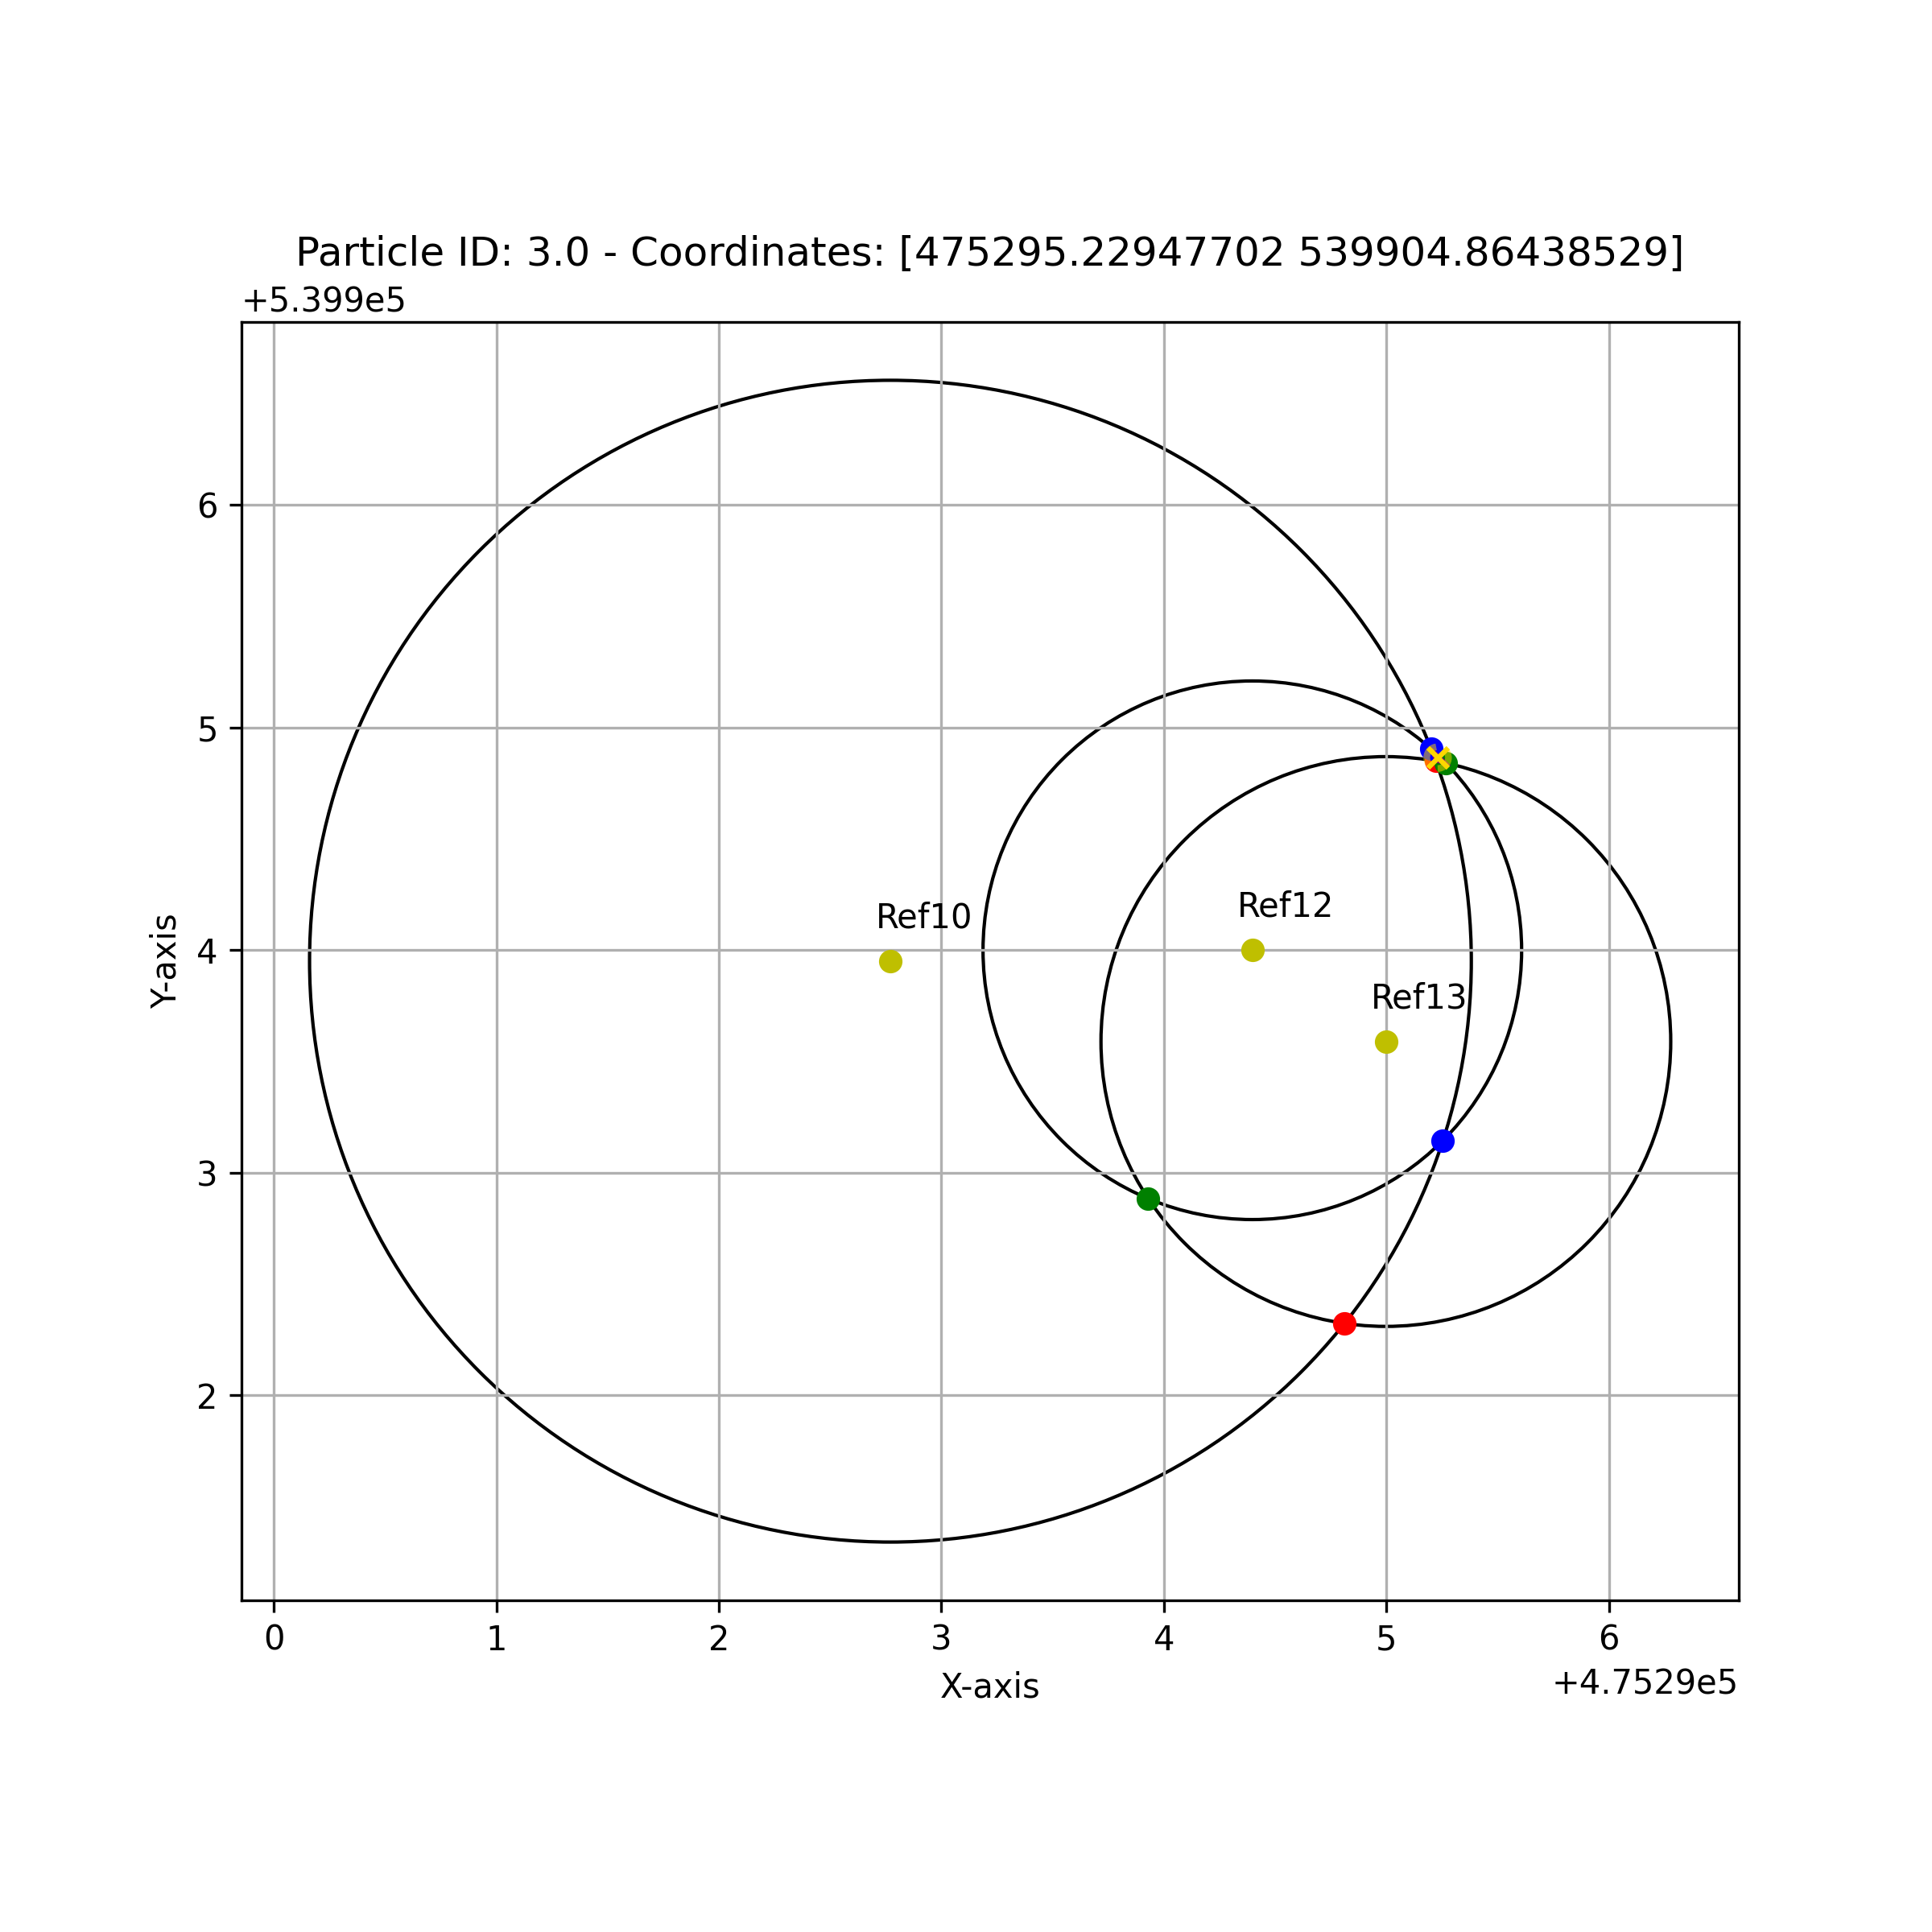 Particle ID: 3.0 - Coordinates: [475295.22947702 539904.86438529]
+5.399e5
6
5
4
3
2
Y-axis
Ref10
Ref12
Ref13
0 1 2 3 4 5 6
X-axis
+4.7529e5